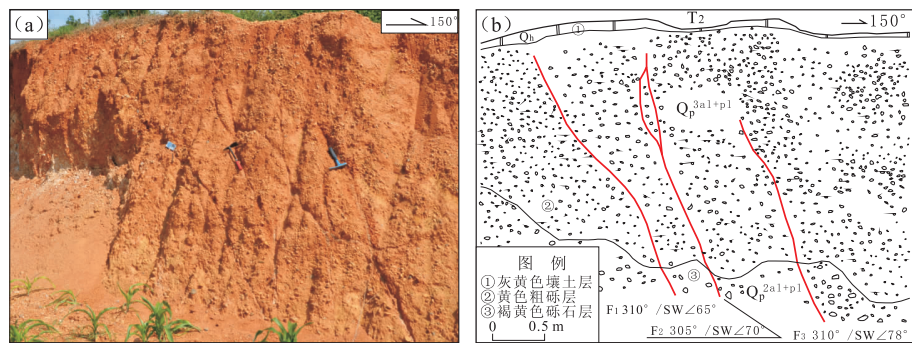 (a)
150°
(b)
T₂
150°
Qh
①
Qp³ᵃˡ⁺ᵖˡ
②
图 例
①灰黄色壤土层
②黄色粗砾层
③褐黄色砾石层
0 0.5 m
③
Qp²ᵃˡ⁺ᵖˡ
F₁ 310° /SW∠65°
F₂ 305° /SW∠70°
F₃ 310° /SW∠78°